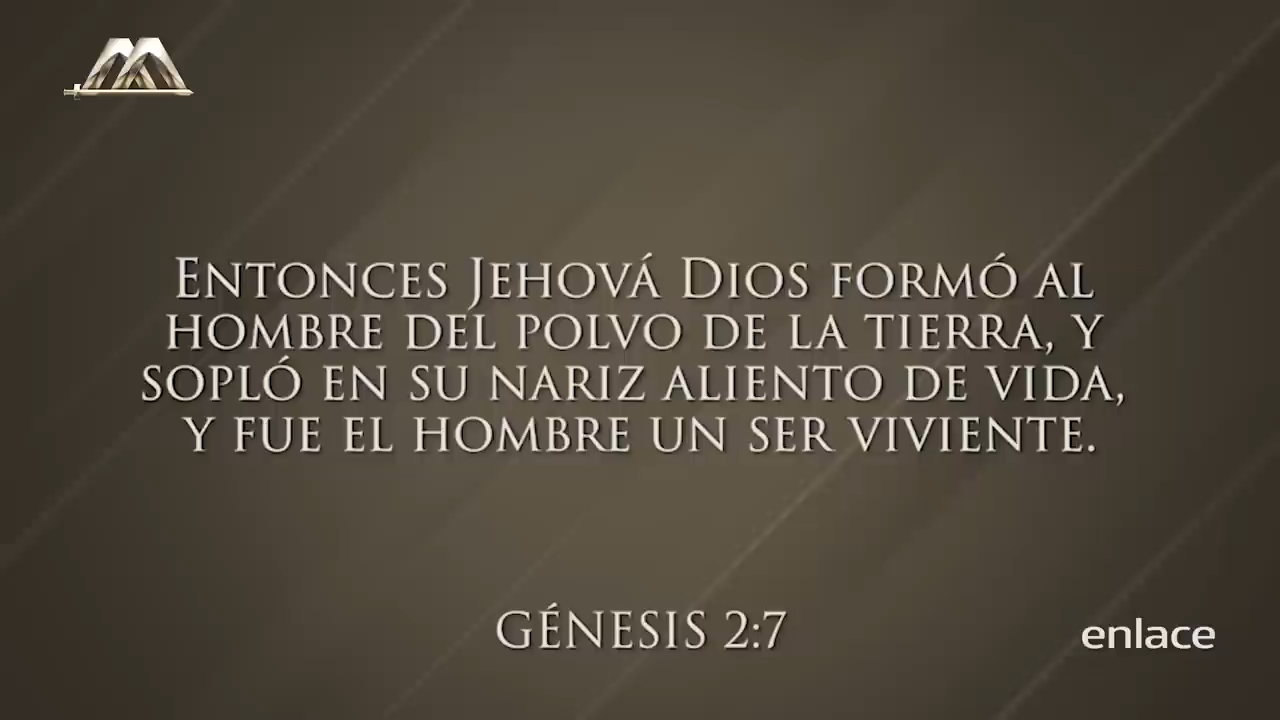 Entonces Jehová Dios formó al
hombre del polvo de la tierra, y
sopló en su nariz aliento de vida,
y fue el hombre un ser viviente.
GÉNESIS 2:7
enlace